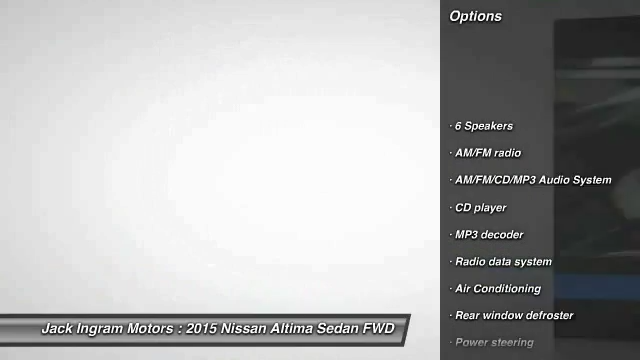 Options
· 6 Speakers
· AM/FM radio
· AM/FM/CD/MP3 Audio System
· CD player
· MP3 decoder
· Radio data system
· Air Conditioning
· Rear window defroster
· Power steering
Jack Ingram Motors : 2015 Nissan Altima Sedan FWD